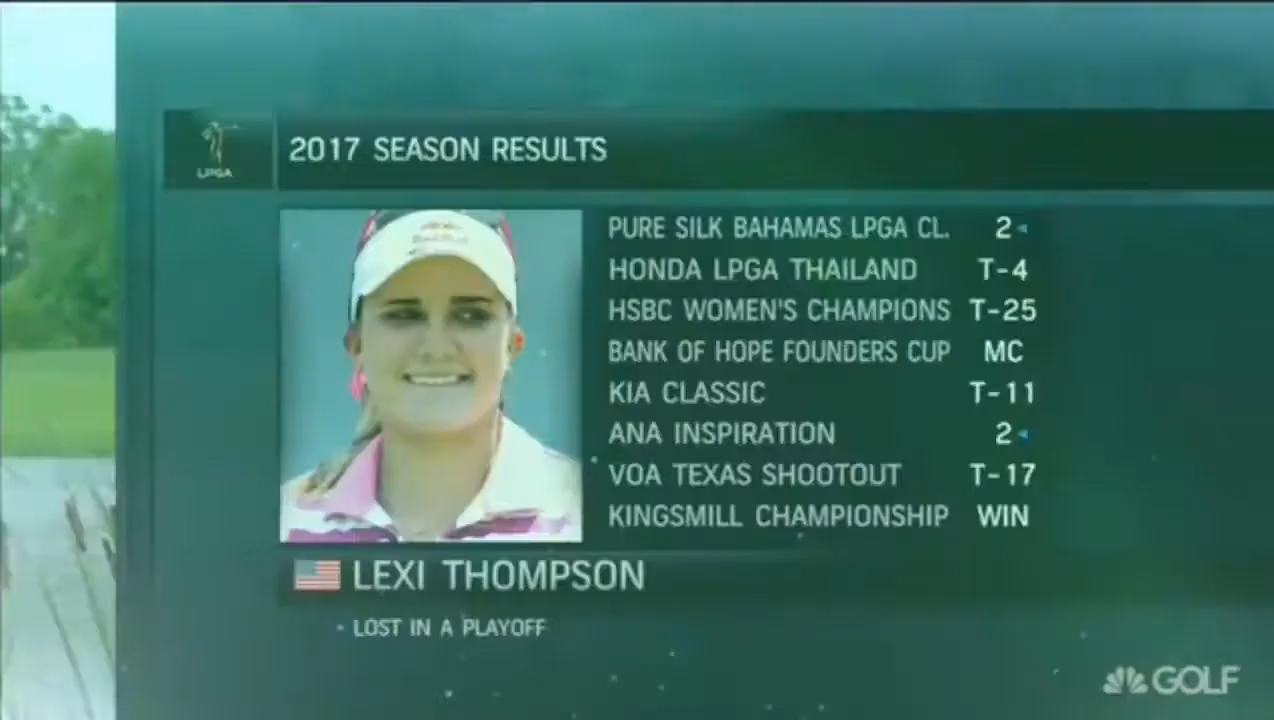 LPGA
2017 SEASON RESULTS
PURE SILK BAHAMAS LPGA CL. 2
HONDA LPGA THAILAND T-4
HSBC WOMEN'S CHAMPIONS T-25
BANK OF HOPE FOUNDERS CUP MC
KIA CLASSIC T-11
ANA INSPIRATION 2
VOA TEXAS SHOOTOUT T-17
KINGSMILL CHAMPIONSHIP WIN
LEXI THOMPSON
LOST IN A PLAYOFF
GOLF